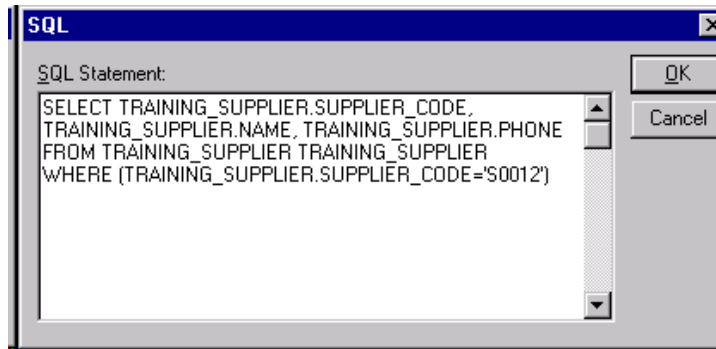 SQL
SQL Statement:
OK
SELECT TRAINING_SUPPLIER.SUPPLIER_CODE,
Cancel
TRAINING_SUPPLIER.NAME, TRAINING_SUPPLIER.PHONE
FROM TRAINING_SUPPLIER TRAINING_SUPPLIER
WHERE (TRAINING_SUPPLIER.SUPPLIER_CODE='S0012')